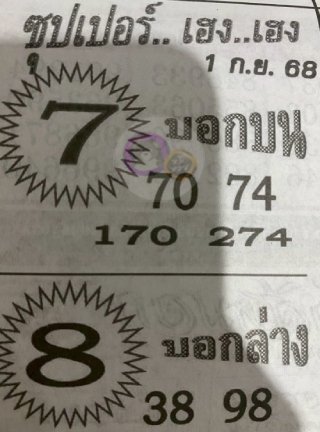 ซุปเปอร์.. เฮง..เฮง
1 ก.ย. 68
7 บอกบน
70 74
170 274
8 บอกล่าง
38 98